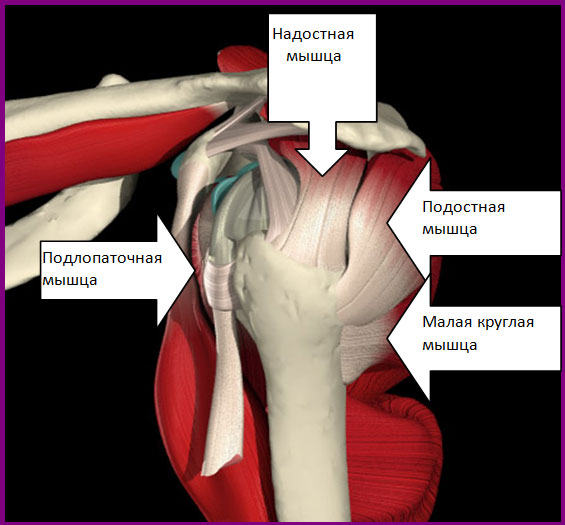 Надостная
мышца
Подостная
мышца
Подлопаточная
мышца
Малая круглая
мышца